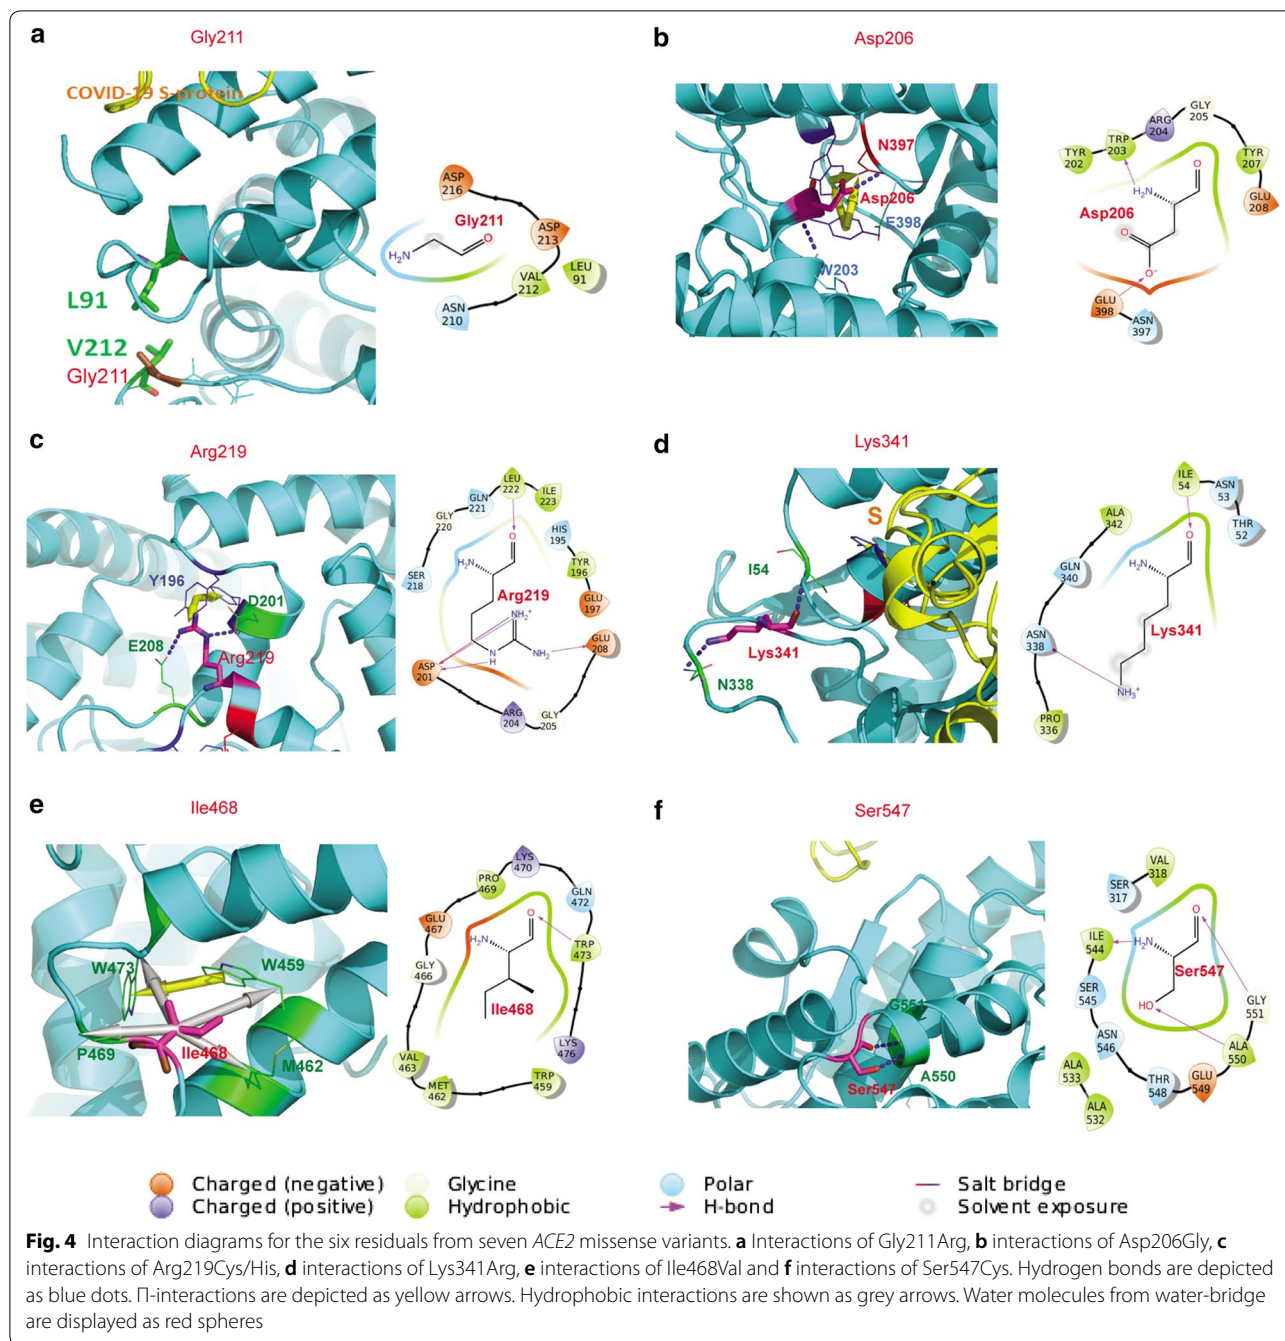 a
Gly211
COVID-19 S-protein
L91
V212
Gly211
ASP
216
Gly211
ASP
213
H₂N
O
VAL
212
LEU
91
ASN
210
b
Asp206
N397
Asp206
E398
W203
TYR
202
TRP
203
ARG
204
GLY
205
TYR
207
GLU
208
H₂N
O
Asp206
O
O⁻
GLU
398
ASN
397
c
Arg219
Y196
D201
E208
Arg219
GLY
220
GLN
221
LEU
222
ILE
223
SER
218
HIS
195
TYR
196
GLU
197
O
H₂N
Arg219
NH₂⁺
N
H
NH₂
GLU
208
ASP
201
ARG
204
GLY
205
d
Lys341
S
I54
Lys341
N338
ILE
54
ASN
53
THR
52
ALA
342
GLN
340
O
H₂N
Lys341
NH₃⁺
ASN
338
PRO
336
e
Ile468
W473
W459
P469
Ile468
M462
LYS
470
PRO
469
GLN
472
GLU
467
TRP
473
GLY
466
H₂N
O
Ile468
LYS
476
VAL
463
MET
462
TRP
459
f
Ser547
G551
A550
Ser547
VAL
318
SER
317
ILE
544
H₂N
O
Ser547
HO
SER
545
GLY
551
ASN
546
ALA
550
ALA
533
THR
548
GLU
549
ALA
532
Charged (negative)
Glycine
Polar
Salt bridge
Charged (positive)
Hydrophobic
H-bond
Solvent exposure
Fig. 4 Interaction diagrams for the six residuals from seven ACE2 missense variants. a Interactions of Gly211Arg, b interactions of Asp206Gly, c
interactions of Arg219Cys/His, d interactions of Lys341Arg, e interactions of Ile468Val and f interactions of Ser547Cys. Hydrogen bonds are depicted
as blue dots. Π-interactions are depicted as yellow arrows. Hydrophobic interactions are shown as grey arrows. Water molecules from water-bridge
are displayed as red spheres